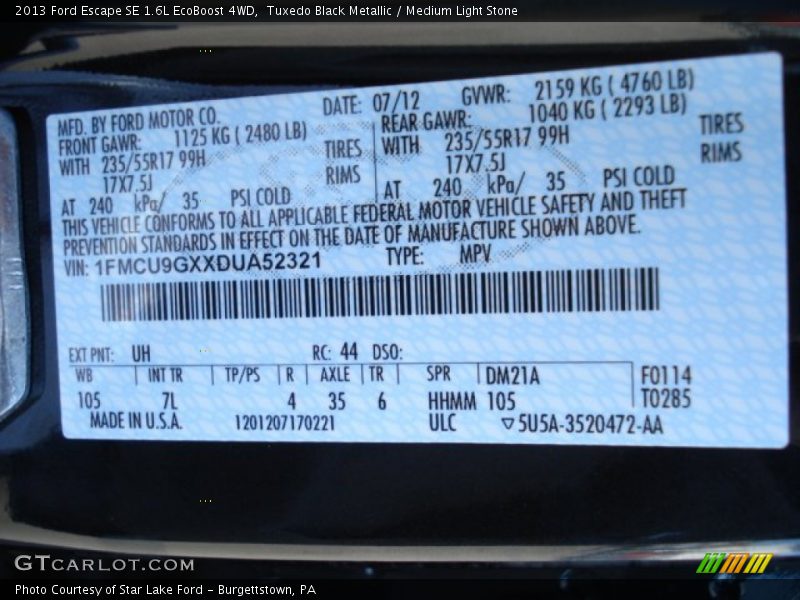 2013 Ford Escape SE 1.6L EcoBoost 4WD,  Tuxedo Black Metallic / Medium Light Stone
MFD. BY FORD MOTOR CO. DATE: 07/12 GVWR: 2159 KG ( 4760 LB)
FRONT GAWR: 1125 KG ( 2480 LB) REAR GAWR: 1040 KG ( 2293 LB)
WITH 235/55R17 99H TIRES WITH 235/55R17 99H TIRES
17X7.5J RIMS 17X7.5J RIMS
AT 240 kPa/ 35 PSI COLD AT 240 kPa/ 35 PSI COLD
THIS VEHICLE CONFORMS TO ALL APPLICABLE FEDERAL MOTOR VEHICLE SAFETY AND THEFT
PREVENTION STANDARDS IN EFFECT ON THE DATE OF MANUFACTURE SHOWN ABOVE.
VIN: 1FMCU9GXXDUA52321 TYPE: MPV
EXT PNT: UH RC: 44 DSO:
WB INT TR TP/PS R AXLE TR SPR DM21A F0114
105 7L 4 35 6 HHMM 105 T0285
MADE IN U.S.A. 1201207170221 ULC ▽5U5A-3520472-AA
GTCARLOT.COM
Photo Courtesy of Star Lake Ford - Burgettstown, PA